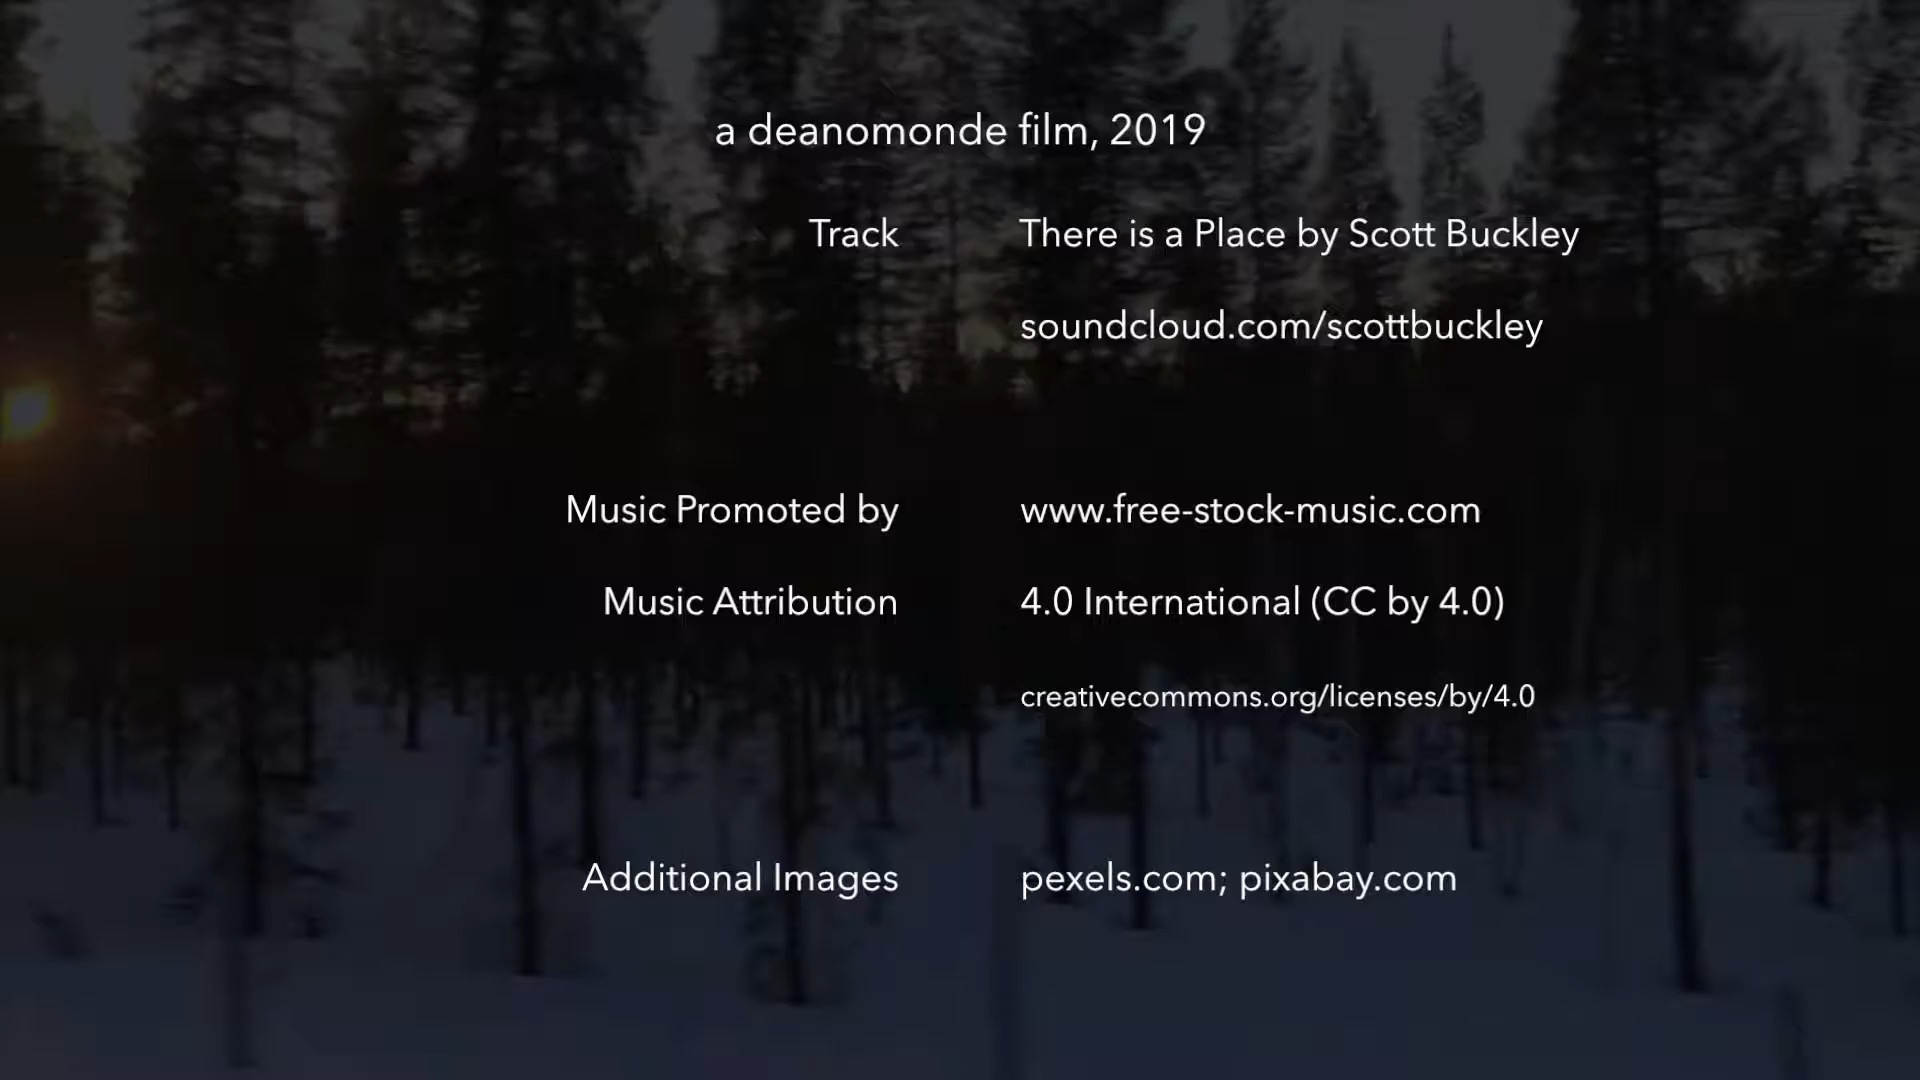 a deanomonde film, 2019
Track There is a Place by Scott Buckley
soundcloud.com/scottbuckley
Music Promoted by www.free-stock-music.com
Music Attribution 4.0 International (CC by 4.0)
creativecommons.org/licenses/by/4.0
Additional Images pexels.com; pixabay.com